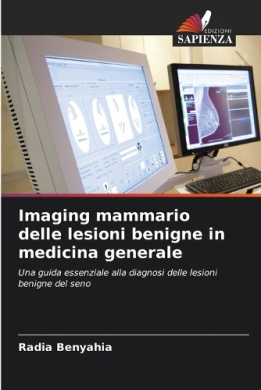 EDIZIONI
SAPIENZA
Imaging mammario
delle lesioni benigne in
medicina generale
Una guida essenziale alla diagnosi delle lesioni
benigne del seno
Radia Benyahia